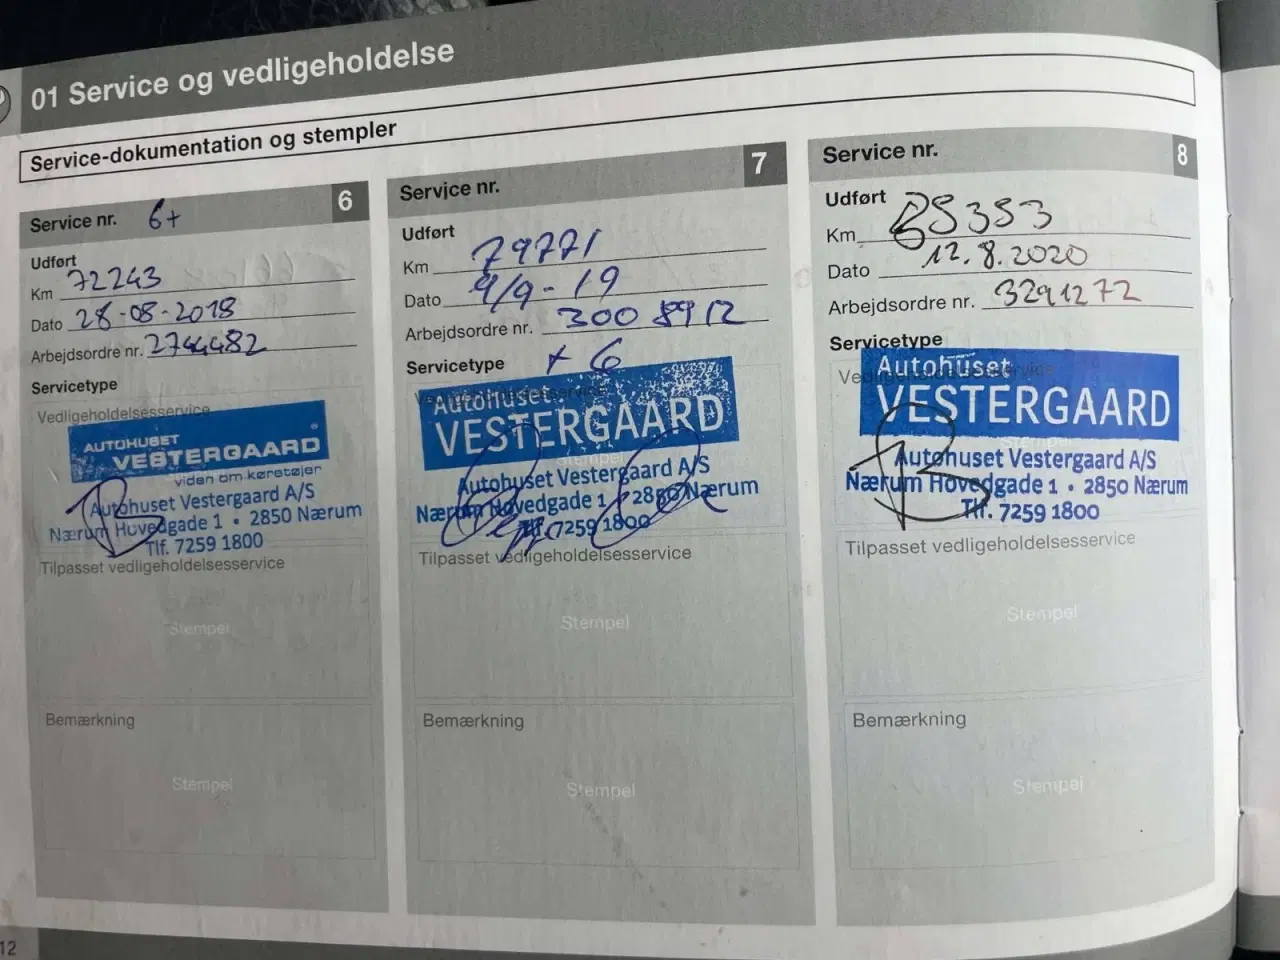 01 Service og vedligeholdelse
Service-dokumentation og stempler
Service nr. 6+ 6
Udført
Km 72243
Dato 28-08-2018
Arbejdsordre nr. 2744482
Servicetype
Vedligeholdelsesservice
AUTOHUSET
VESTERGAARD
viden om køretøjer
Autohuset Vestergaard A/S
Nærum Hovedgade 1 • 2850 Nærum
Tlf. 7259 1800
Tilpasset vedligeholdelsesservice
Stempel
Bemærkning
Stempel
Service nr. 7
Udført
Km 79771
Dato 9/9-19
Arbejdsordre nr. 3008912
Servicetype + 6
Vedligeholdelsesservice
Autohuset
VESTERGAARD
Stempel
Autohuset Vestergaard A/S
Nærum Hovedgade 1 • 2850 Nærum
Tlf. 7259 1800
Tilpasset vedligeholdelsesservice
Stempel
Bemærkning
Stempel
Service nr. 8
Udført
Km 85353
Dato 12.8.2020
Arbejdsordre nr. 3291272
Servicetype
Vedligeholdelsesservice
Autohuset
VESTERGAARD
Stempel
Autohuset Vestergaard A/S
Nærum Hovedgade 1 • 2850 Nærum
Tlf. 7259 1800
Tilpasset vedligeholdelsesservice
Stempel
Bemærkning
Stempel
12